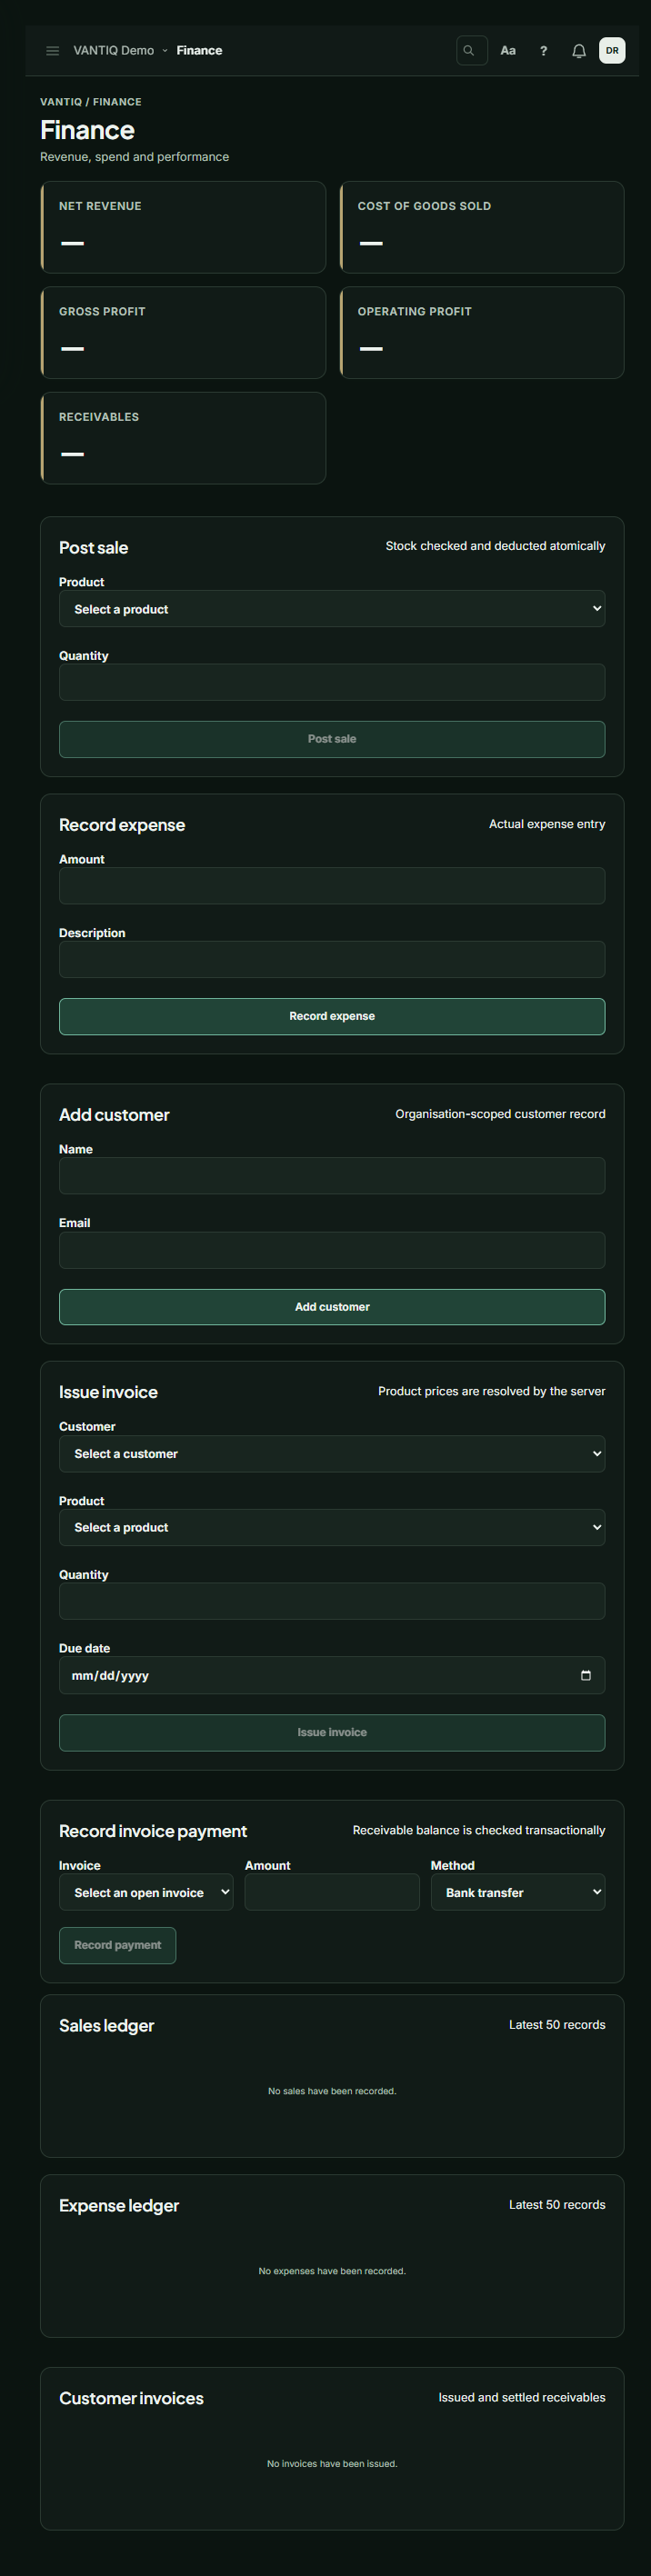 VANTIQ Demo Finance Aa ? DR
VANTIQ / FINANCE
Finance
Revenue, spend and performance
NET REVENUE
—
COST OF GOODS SOLD
—
GROSS PROFIT
—
OPERATING PROFIT
—
RECEIVABLES
—
Post sale Stock checked and deducted atomically
Product
Select a product
Quantity
Post sale
Record expense Actual expense entry
Amount
Description
Record expense
Add customer Organisation-scoped customer record
Name
Email
Add customer
Issue invoice Product prices are resolved by the server
Customer
Select a customer
Product
Select a product
Quantity
Due date
mm/dd/yyyy
Issue invoice
Record invoice payment Receivable balance is checked transactionally
Invoice Amount Method
Select an open invoice Bank transfer
Record payment
Sales ledger Latest 50 records
No sales have been recorded.
Expense ledger Latest 50 records
No expenses have been recorded.
Customer invoices Issued and settled receivables
No invoices have been issued.